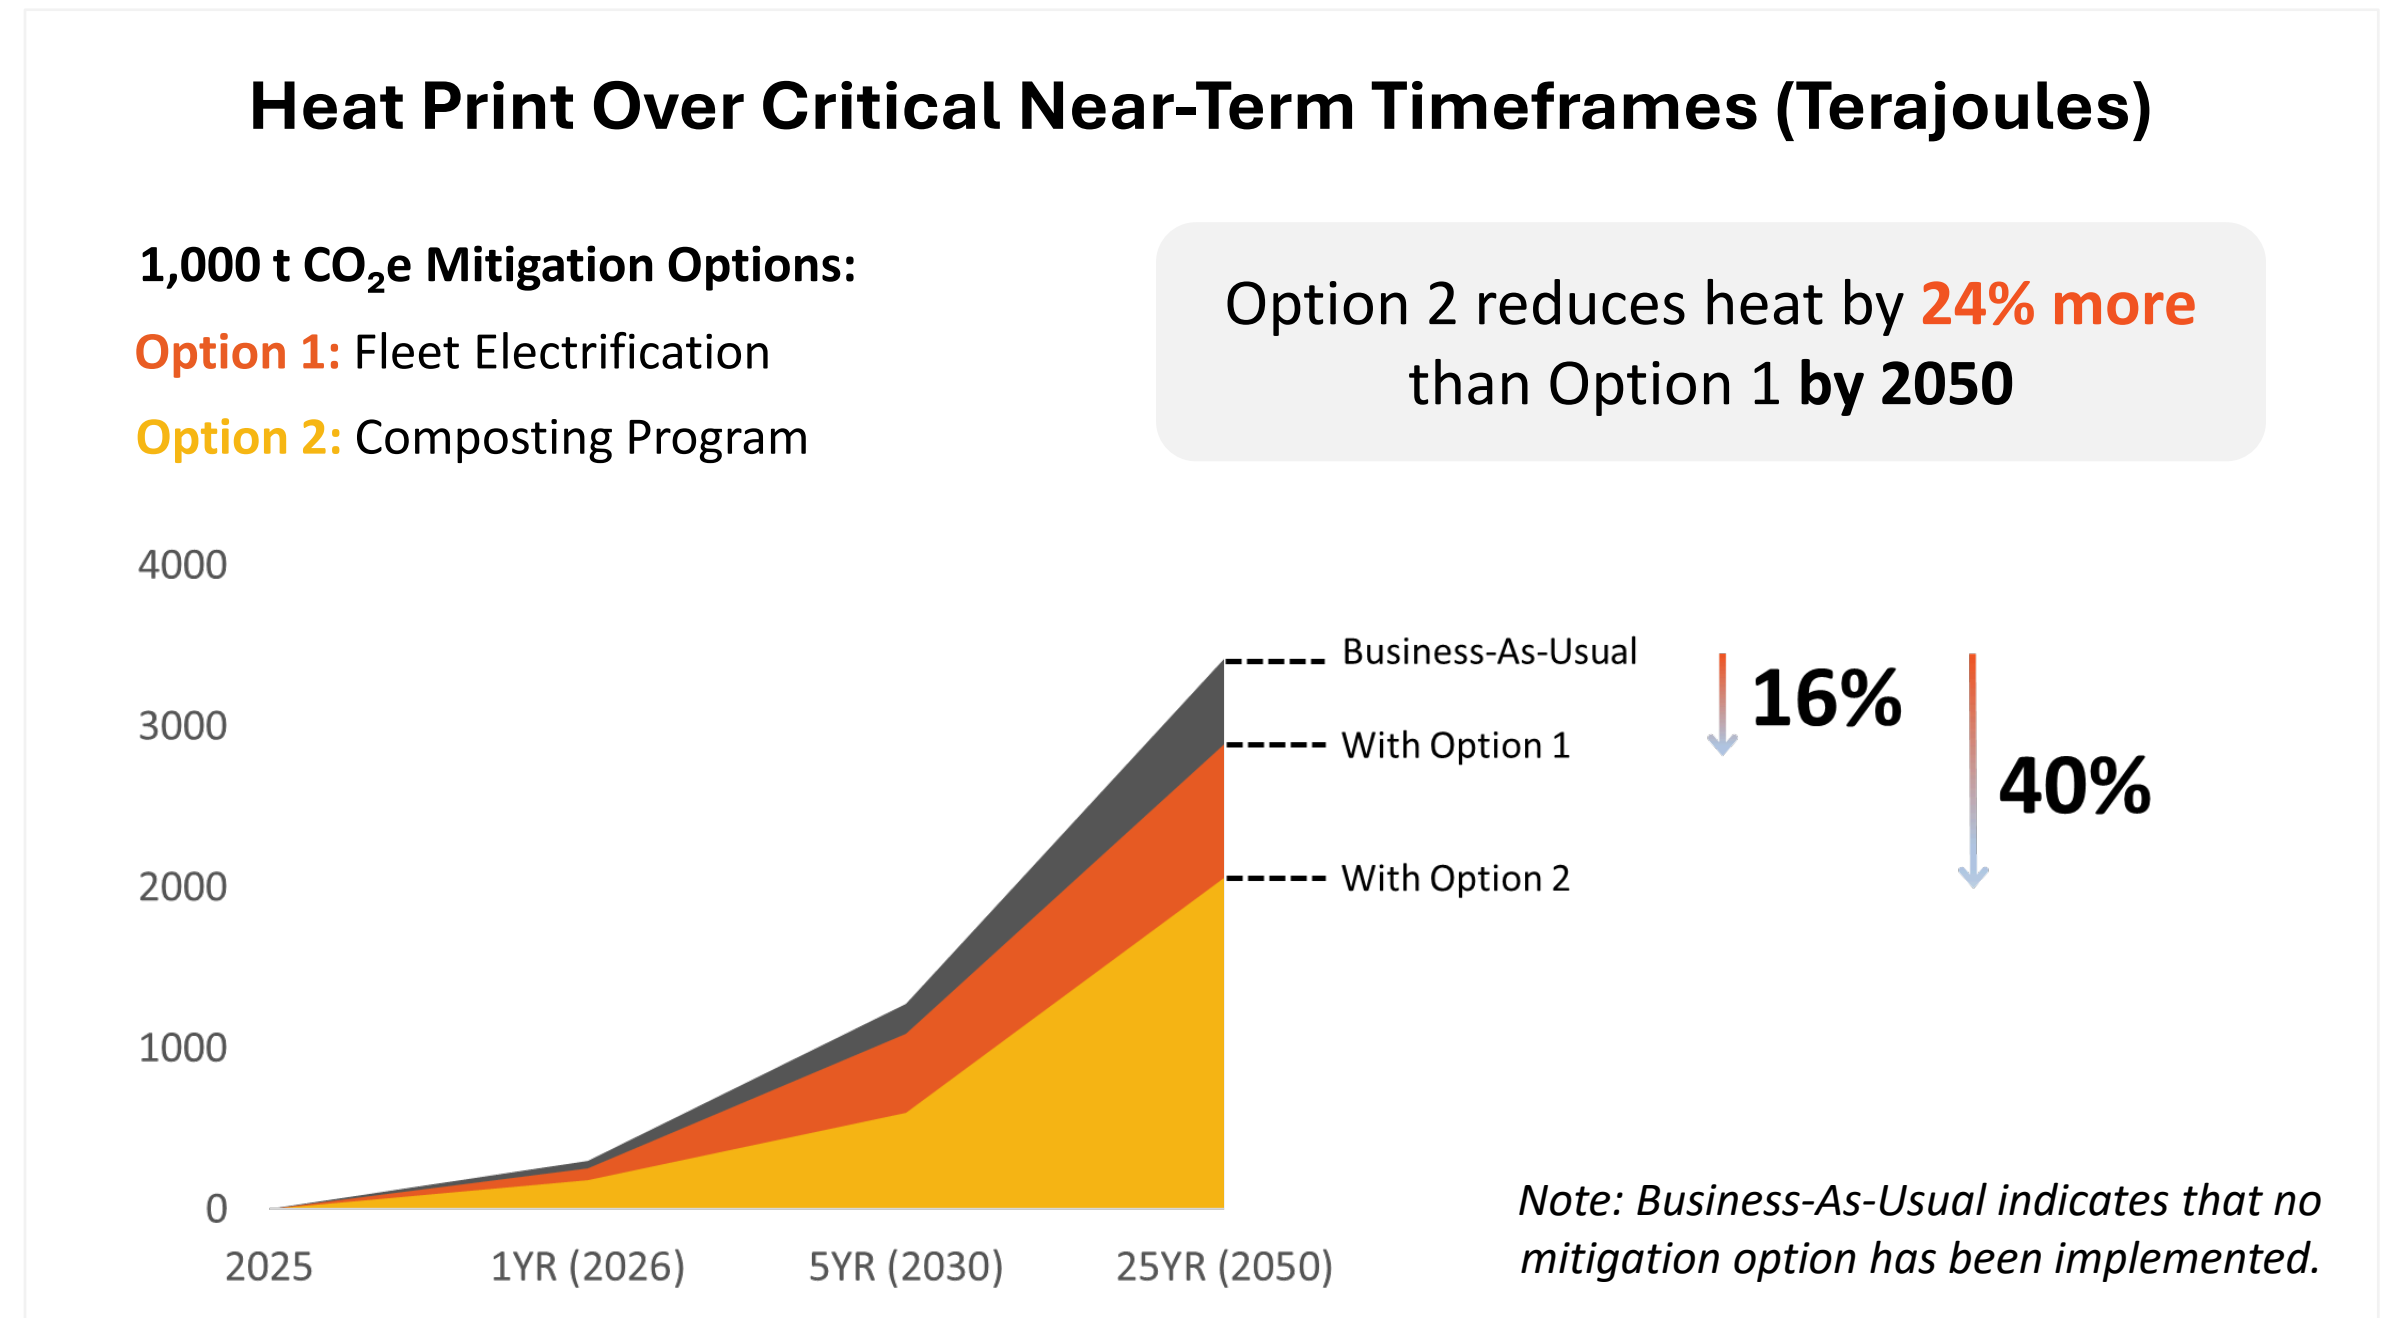 Heat Print Over Critical Near-Term Timeframes (Terajoules)
1,000 t CO₂e Mitigation Options:
Option 1: Fleet Electrification
Option 2: Composting Program
Option 2 reduces heat by 24% more
than Option 1 by 2050
4000
3000
2000
1000
0
Business-As-Usual
With Option 1
With Option 2
16%
40%
2025
1YR (2026)
5YR (2030)
25YR (2050)
Note: Business-As-Usual indicates that no
mitigation option has been implemented.